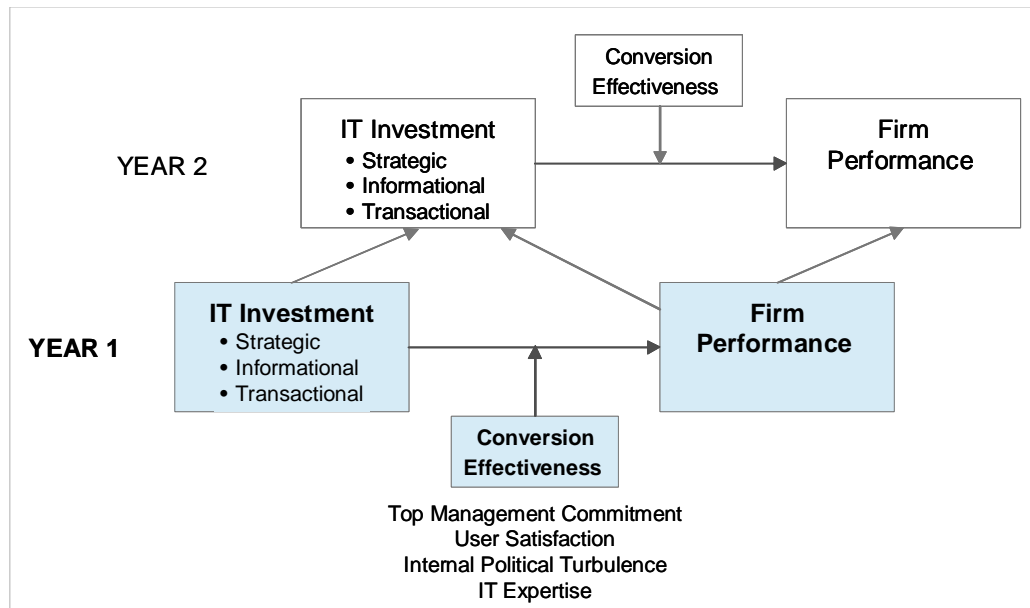 Conversion
Effectiveness
YEAR 2
IT Investment
• Strategic
• Informational
• Transactional
Firm
Performance
YEAR 1
IT Investment
• Strategic
• Informational
• Transactional
Firm
Performance
Conversion
Effectiveness
Top Management Commitment
User Satisfaction
Internal Political Turbulence
IT Expertise